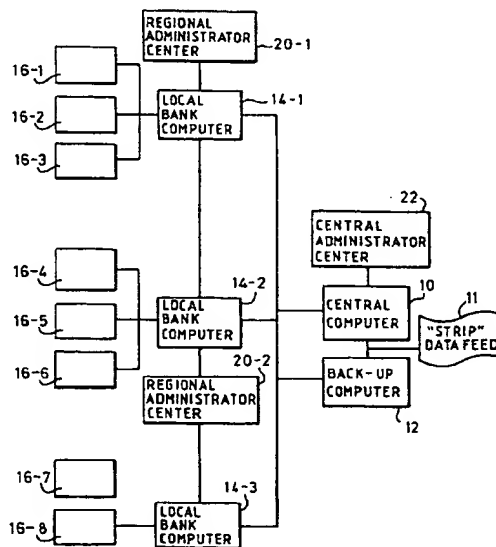 REGIONAL
ADMINISTRATOR
CENTER
20-1
16-1
LOCAL
BANK
COMPUTER
14-1
16-2
16-3
22
CENTRAL
ADMINISTRATOR
CENTER
16-4
14-2
10
11
LOCAL
BANK
COMPUTER
CENTRAL
COMPUTER
"STRIP"
DATA FEED
16-5
16-6
20-2
REGIONAL
ADMINISTRATOR
CENTER
BACK-UP
COMPUTER
12
16-7
14-3
16-8
LOCAL
BANK
COMPUTER